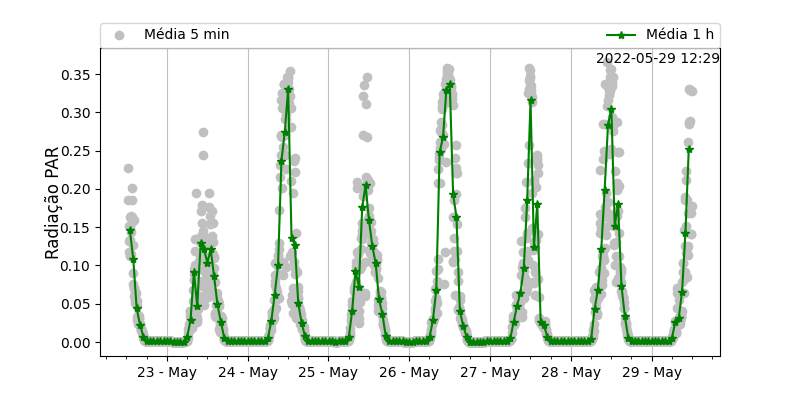 Média 5 min
Média 1 h
2022-05-29 12:29
Radiação PAR
0.35
0.30
0.25
0.20
0.15
0.10
0.05
0.00
23 - May
24 - May
25 - May
26 - May
27 - May
28 - May
29 - May